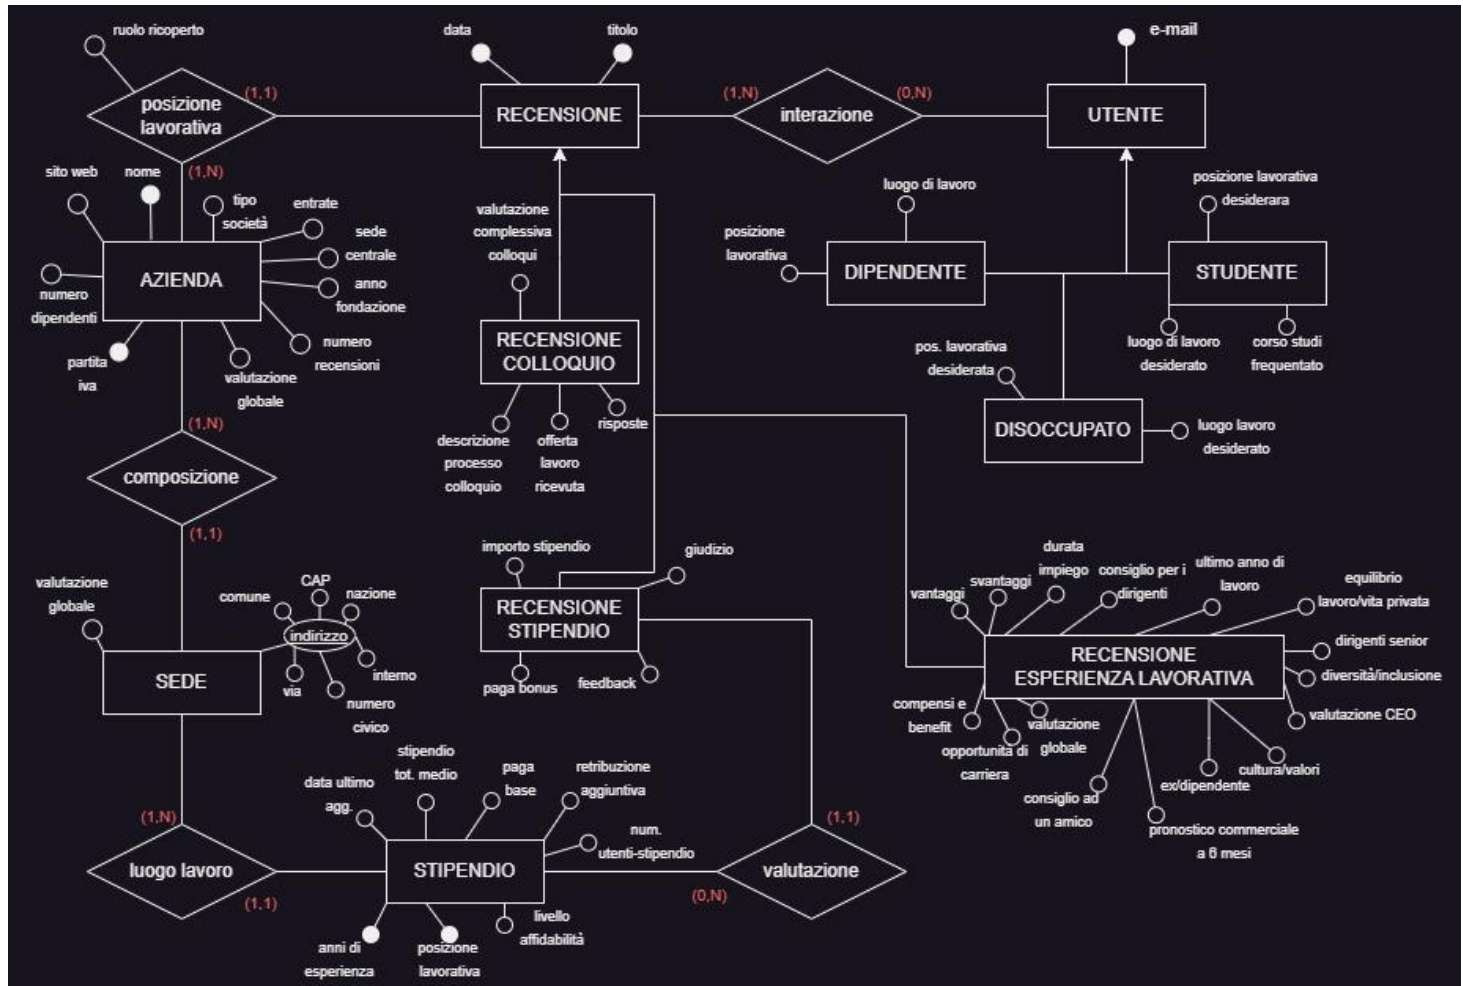 ruolo ricoperto
data
titolo
e-mail
posizione
lavorativa
(1,1)
RECENSIONE
(1,N)
interazione
(0,N)
UTENTE
(1,N)
sito web
nome
tipo
società
entrate
sede
centrale
anno
fondazione
AZIENDA
numero
dipendenti
partita
iva
valutazione
globale
numero
recensioni
valutazione
complessiva
colloqui
luogo di lavoro
posizione
lavorativa
DIPENDENTE
posizione lavorativa
desiderara
STUDENTE
luogo di lavoro
desiderato
corso studi
frequentato
RECENSIONE
COLLOQUIO
descrizione
processo
colloquio
offerta
lavoro
ricevuta
risposte
pos. lavorativa
desiderata
DISOCCUPATO
luogo lavoro
desiderato
(1,N)
composizione
(1,1)
valutazione
globale
comune
CAP
nazione
indirizzo
interno
via
numero
civico
SEDE
importo stipendio
giudizio
RECENSIONE
STIPENDIO
paga bonus
feedback
vantaggi
svantaggi
durata
impiego
consiglio per i
dirigenti
ultimo anno di
lavoro
equilibrio
lavoro/vita privata
RECENSIONE
ESPERIENZA LAVORATIVA
dirigenti senior
diversità/inclusione
valutazione CEO
compensi e
benefit
opportunità di
carriera
valutazione
globale
consiglio ad
un amico
pronostico commerciale
a 6 mesi
ex/dipendente
cultura/valori
(1,N)
luogo lavoro
(1,1)
data ultimo
agg.
stipendio
tot. medio
paga
base
retribuzione
aggiuntiva
num.
utenti-stipendio
STIPENDIO
anni di
esperienza
posizione
lavorativa
livello
affidabilità
(0,N)
valutazione
(1,1)